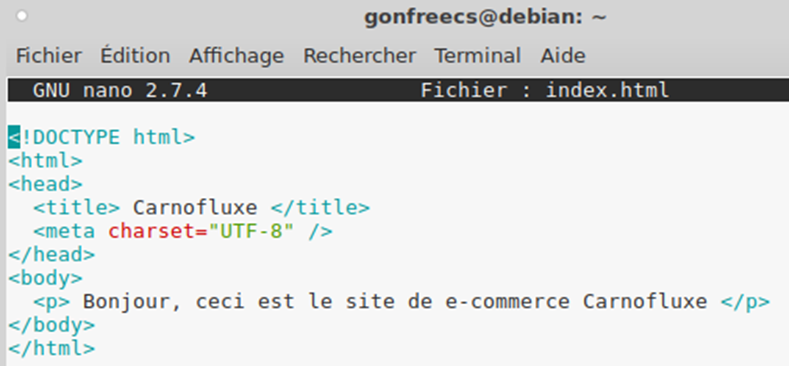 gonfreecs@debian: ~
Fichier Édition Affichage Rechercher Terminal Aide
GNU nano 2.7.4 Fichier : index.html
<!DOCTYPE html>
<html>
<head>
<title> Carnofluxe </title>
<meta charset="UTF-8" />
</head>
<body>
<p> Bonjour, ceci est le site de e-commerce Carnofluxe </p>
</body>
</html>